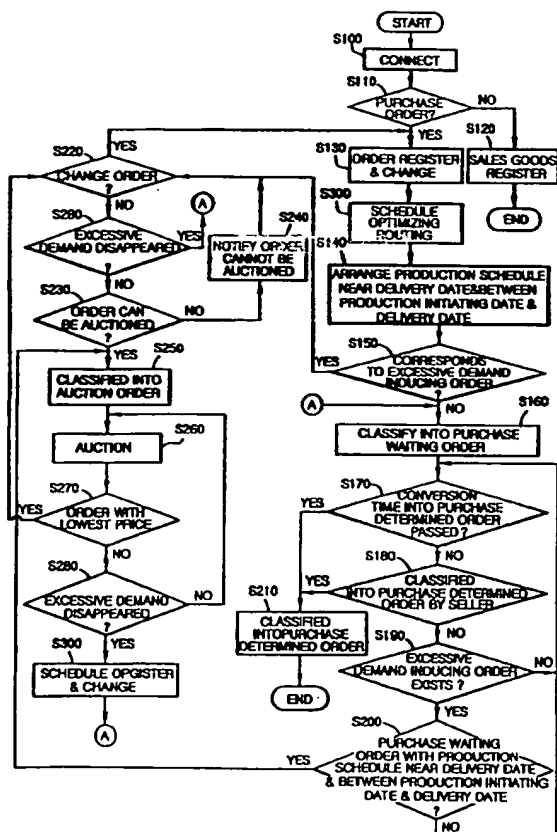 START
S100
CONNECT
S110
PURCHASE
ORDER?
NO
YES
S120
SALES GOODS
REGISTER
END
S130
ORDER REGISTER
& CHANGE
S300
SCHEDULE
OPTIMIZING
ROUTING
S140
ARRANGE PRODUCTION SCHEDULE
NEAR DELIVERY DATE&BETWEEN
PRODUCTION INITIATING DATE
& DELIVERY DATE
S150
YES
CORRESPONDS
TO EXCESSIVE DEMAND
INDUCING ORDER
?
NO
A
S160
CLASSIFY INTO PURCHASE
WAITING ORDER
S170
YES
CONVERSION
TIME INTO PURCHASE
DETERMINED ORDER
PASSED ?
NO
S180
YES
CLASSIFIED
INTO PURCHASE DETERMINED
ORDER BY SELLER
NO
S210
CLASSIFIED
INTOPURCHASE
DETERMINED ORDER
END
S190
EXCESSIVE
DEMAND INDUCING ORDER
EXISTS ?
NO
YES
S200
YES
PURCHASE WAITING
ORDER WITH PRODUCTION
SCHEDULE NEAR DELIVERY DATE
& BETWEEN PRODUCTION INITIATING
DATE & DELIVERY DATE
?
NO
S220
YES
CHANGE ORDER
?
NO
S280
EXCESSIVE
DEMAND DISAPPEARED
?
YES
A
NO
S240
NOTIFY ORDER
CANNOT BE
AUCTIONED
S230
ORDER CAN
BE AUCTIONED
?
NO
YES
S250
CLASSIFIED INTO
AUCTION ORDER
S260
AUCTION
S270
YES
ORDER WITH
LOWEST PRICE
NO
S280
EXCESSIVE DEMAND
DISAPPEARED
?
NO
YES
S300
SCHEDULE OPGISTER
& CHANGE
A